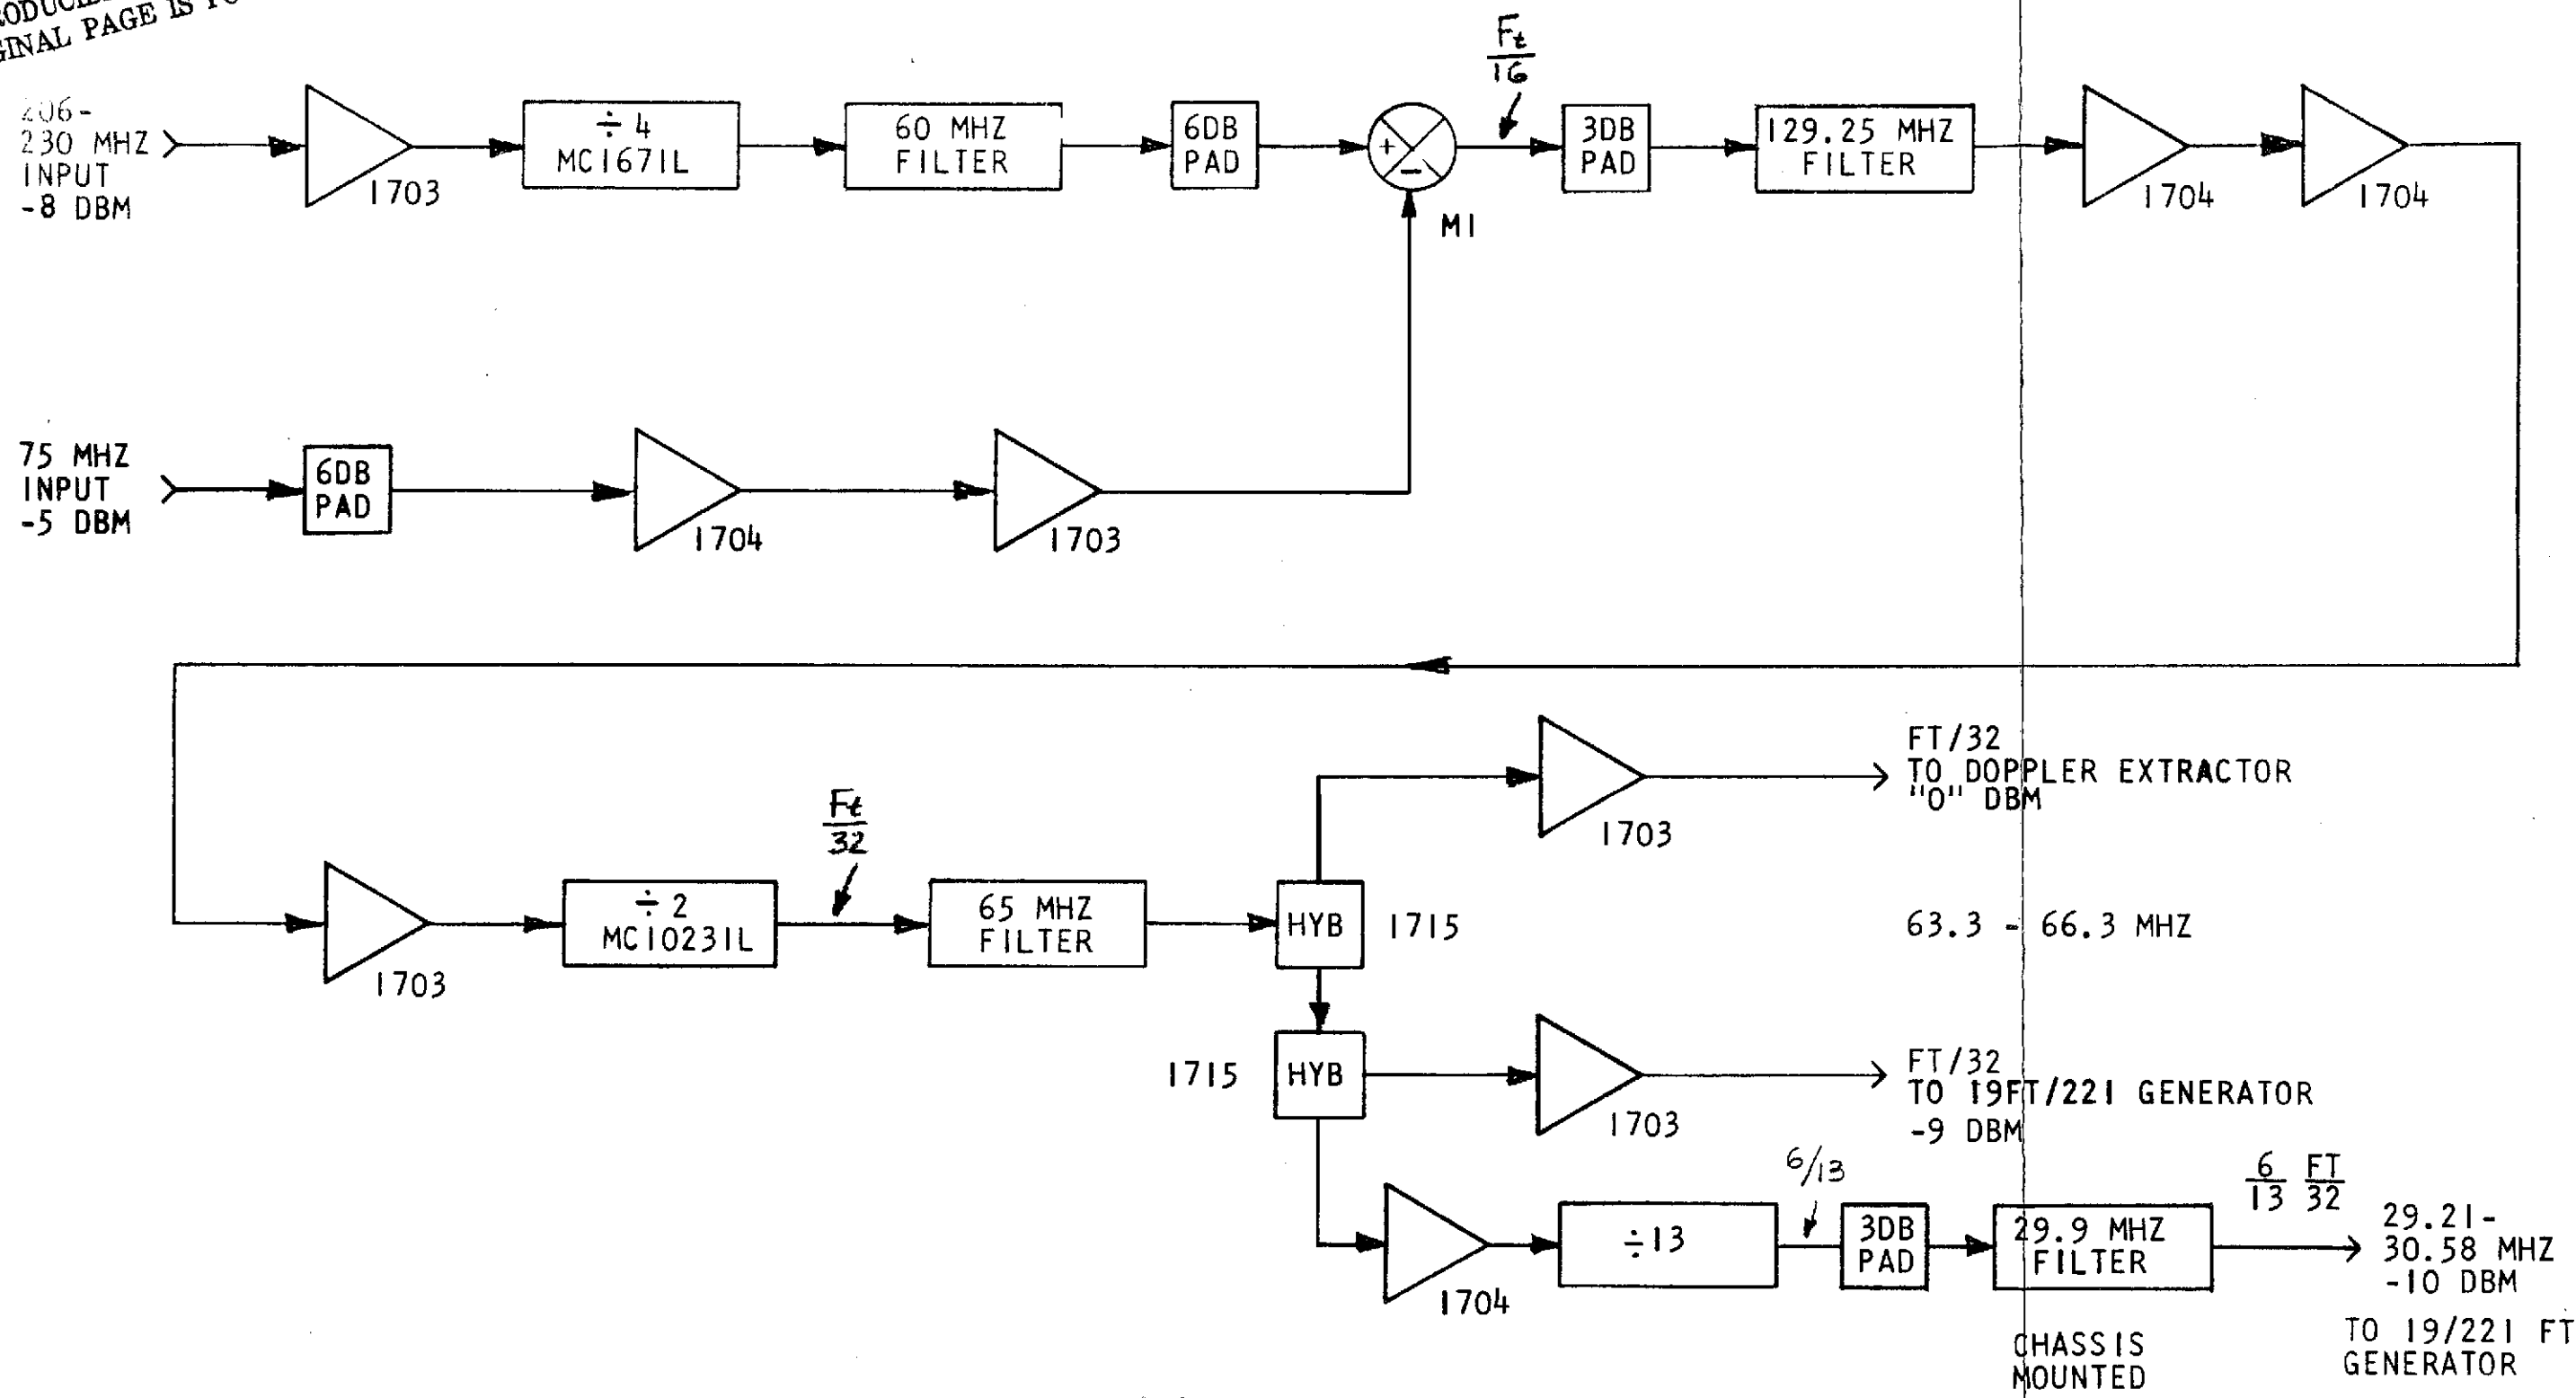 GINAL PAGE IS
206-
230 MHZ
INPUT
-8 DBM
1703
÷ 4
MC1671L
60 MHZ
FILTER
6DB
PAD
+
-
M1
Ft
16
3DB
PAD
129.25 MHZ
FILTER
1704
1704
75 MHZ
INPUT
-5 DBM
6DB
PAD
1704
1703
1703
÷ 2
MC10231L
Ft
32
65 MHZ
FILTER
HYB
1715
1703
FT/32
TO DOPPLER EXTRACTOR
"0" DBM
63.3 - 66.3 MHZ
1715
HYB
1703
FT/32
TO 19FT/221 GENERATOR
-9 DBM
1704
÷13
6/13
3DB
PAD
29.9 MHZ
FILTER
CHASSIS
MOUNTED
6 FT
13 32
29.21-
30.58 MHZ
-10 DBM
TO 19/221 FT
GENERATOR